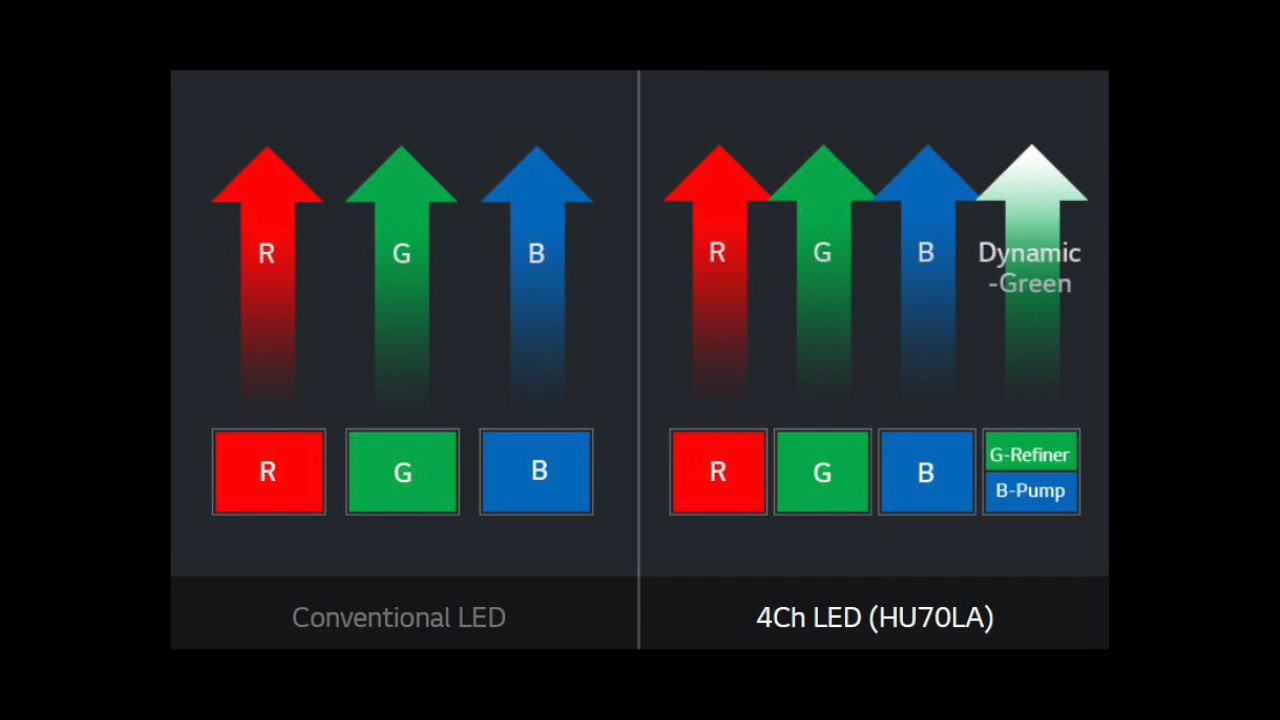 R G B
R G B
Conventional LED
R G B Dynamic
-Green
R G B G-Refiner
B-Pump
4Ch LED (HU70LA)